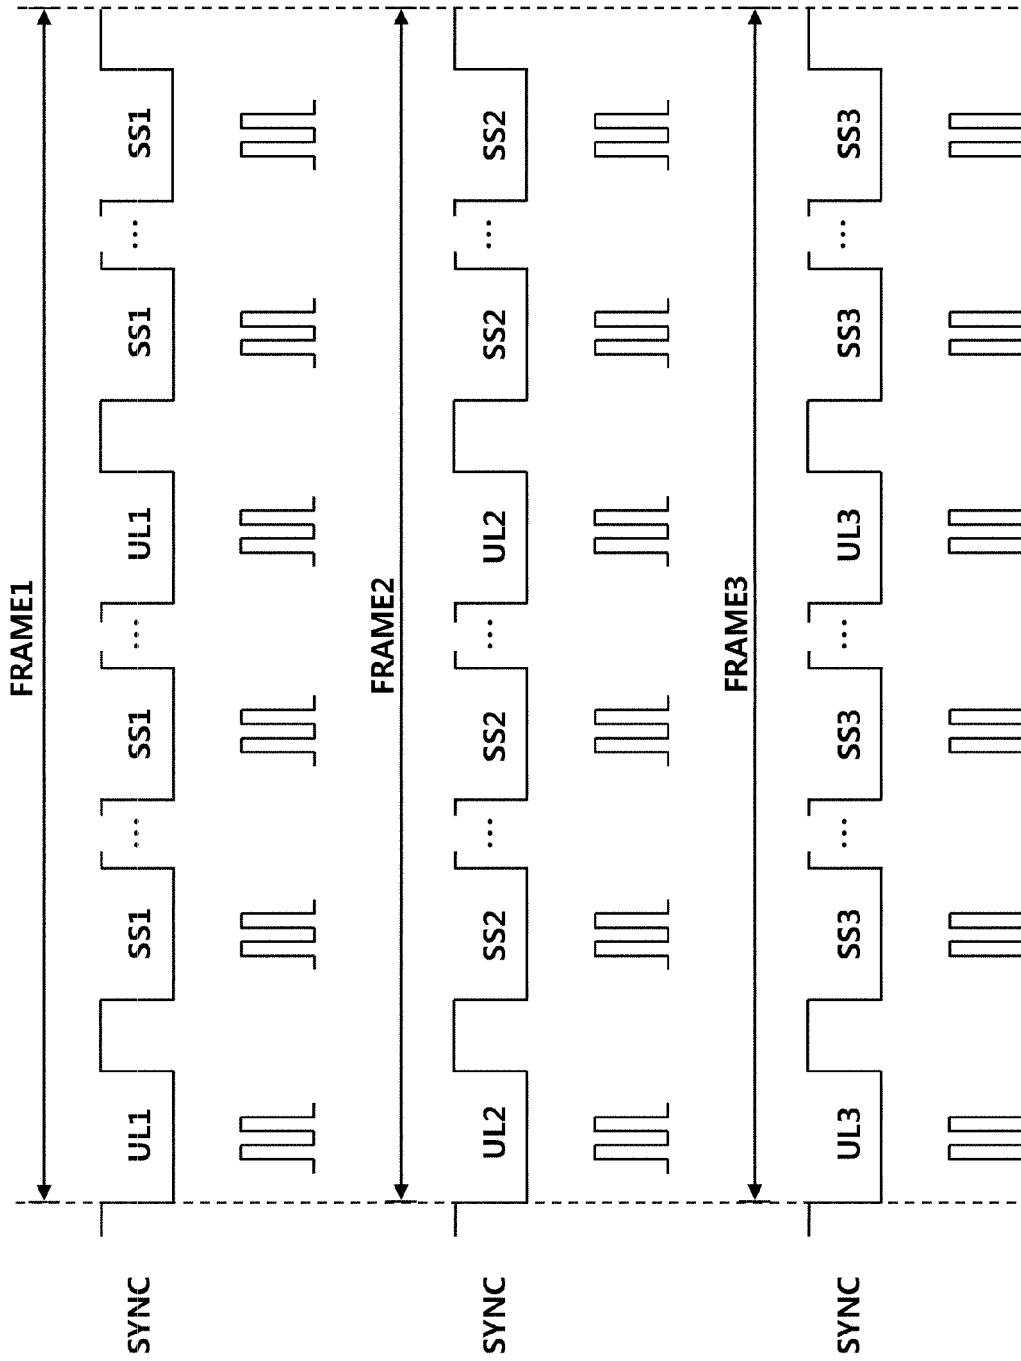 FRAME1
SYNC UL1 SS1 ... SS1 ... UL1 SS1 ... SS1
FRAME2
SYNC UL2 SS2 ... SS2 ... UL2 SS2 ... SS2
FRAME3
SYNC UL3 SS3 ... SS3 ... UL3 SS3 ... SS3